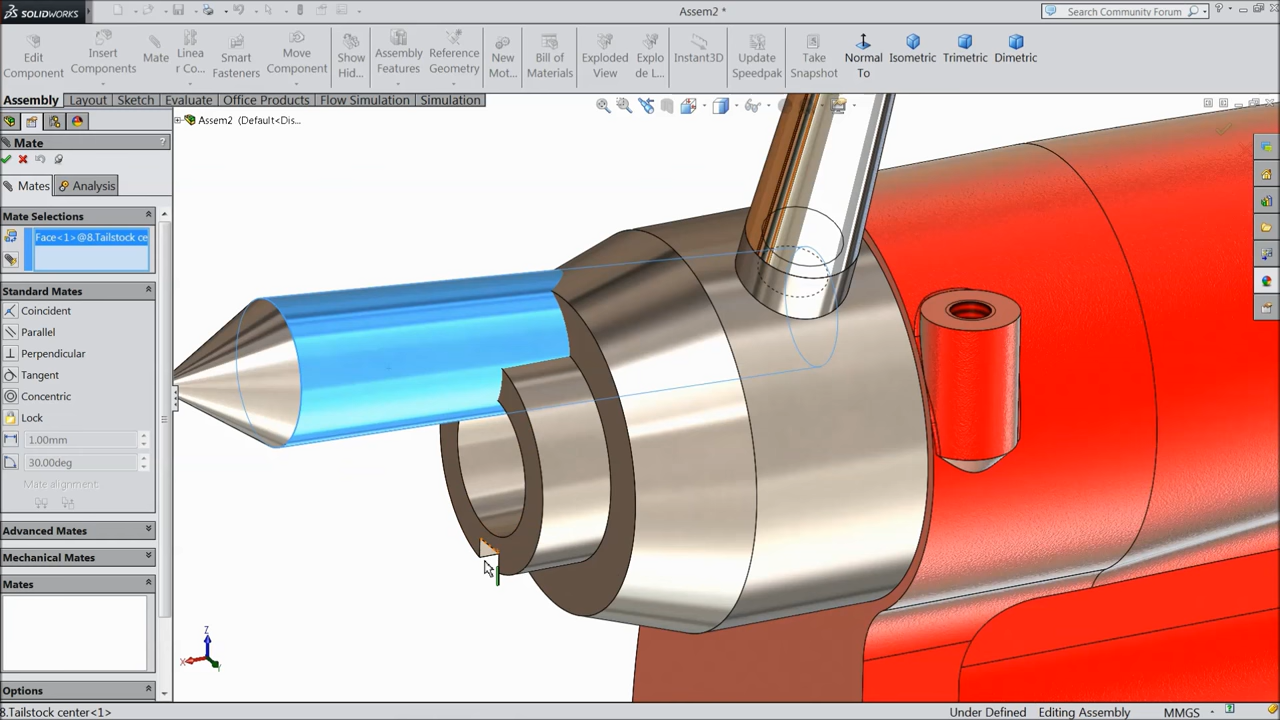 SOLIDWORKS
Assem2 *
Search Community Forum
Edit Component
Insert Components
Mate
Linea r Co...
Smart Fasteners
Move Component
Show Hid...
Assembly Features
Reference Geometry
New Mot...
Bill of Materials
Exploded View
Explo de L...
Instant3D
Update Speedpak
Take Snapshot
Normal To
Isometric
Trimetric
Dimetric
Assembly
Layout
Sketch
Evaluate
Office Products
Flow Simulation
Simulation
Assem2 (Default<Dis...
Mate
?
Mates
Analysis
Mate Selections
Face<1>@8.Tailstock ce
Standard Mates
Coincident
Parallel
Perpendicular
Tangent
Concentric
Lock
1.00mm
30.00deg
Mate alignment:
Advanced Mates
Mechanical Mates
Mates
Options
Z
X
Y
8.Tailstock center<1>
Under Defined
Editing Assembly
MMGS